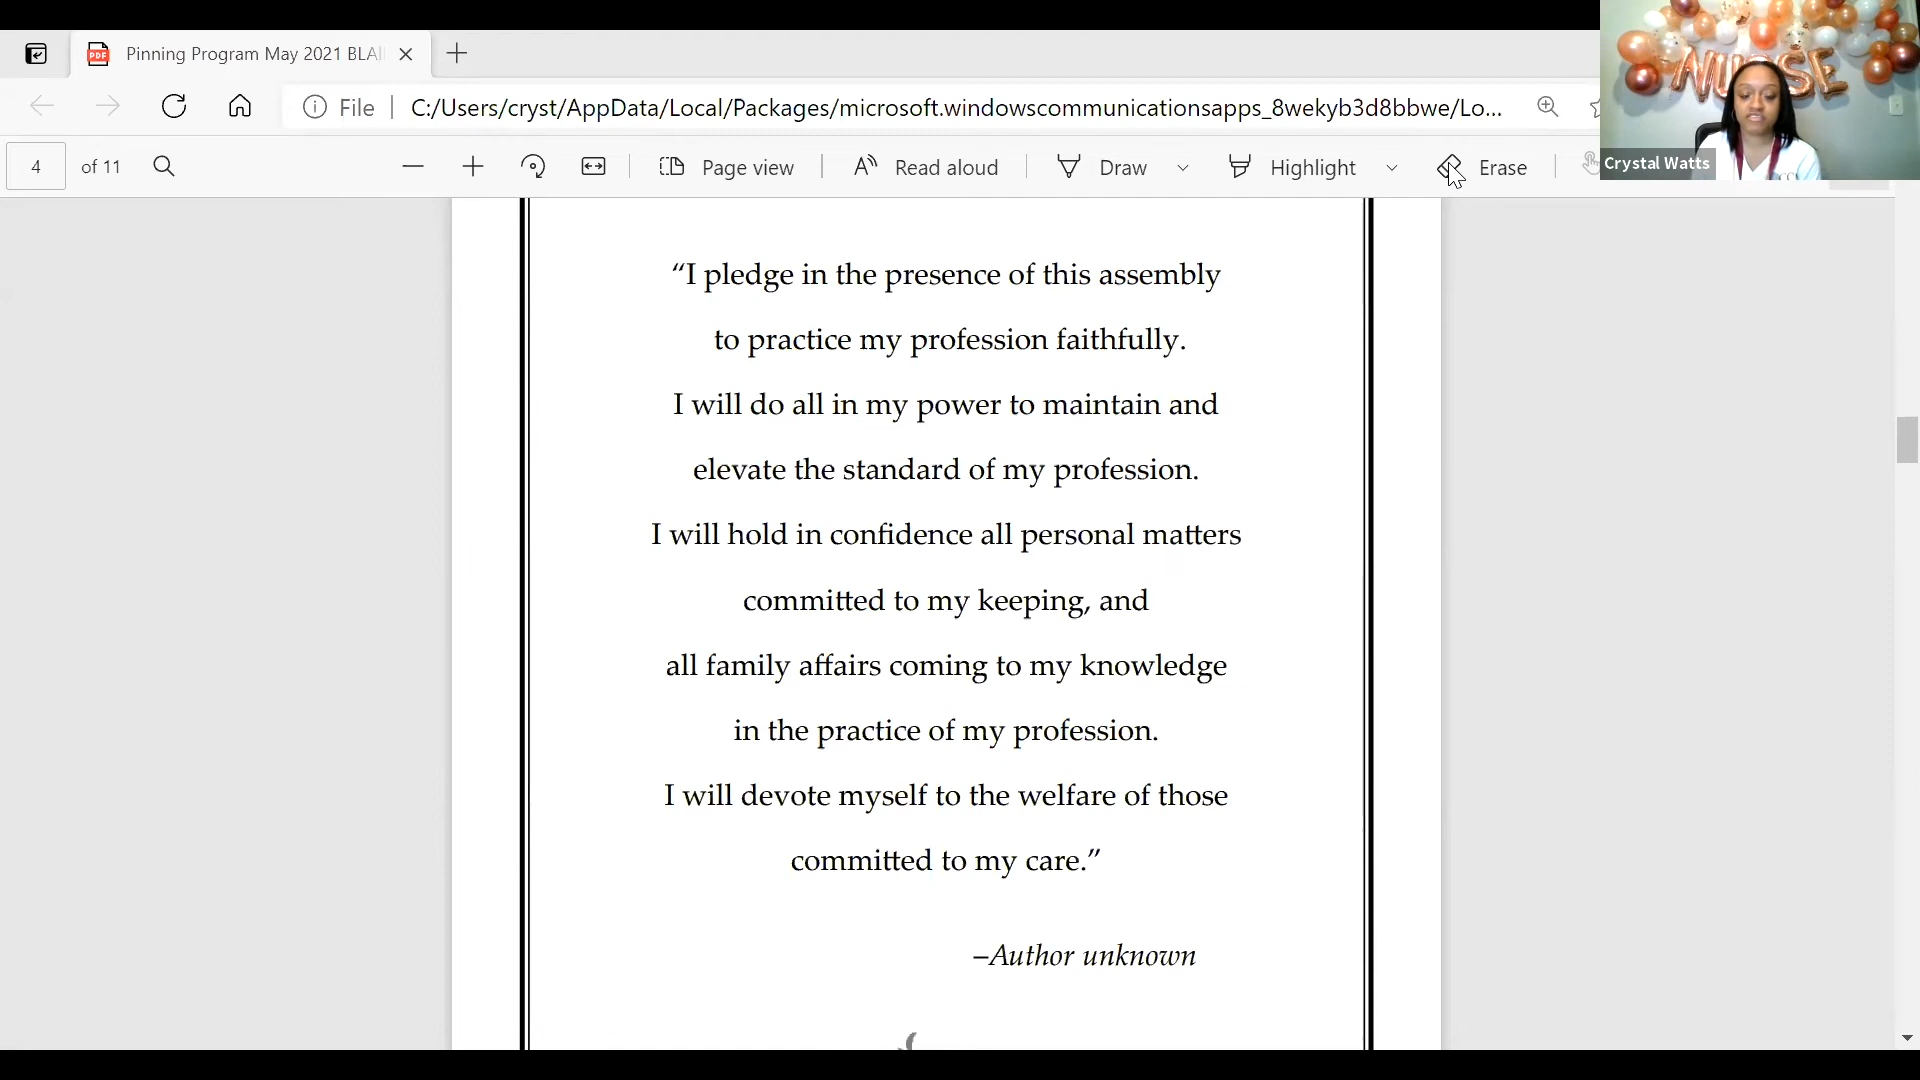 Pinning Program May 2021 BLAI
File
C:/Users/cryst/AppData/Local/Packages/microsoft.windowscommunicationsapps_8wekyb3d8bbwe/Lo...
4 of 11
Page view
Read aloud
Draw
Highlight
Erase
NURSE
Crystal Watts
“I pledge in the presence of this assembly
to practice my profession faithfully.
I will do all in my power to maintain and
elevate the standard of my profession.
I will hold in confidence all personal matters
committed to my keeping, and
all family affairs coming to my knowledge
in the practice of my profession.
I will devote myself to the welfare of those
committed to my care.”
–Author unknown